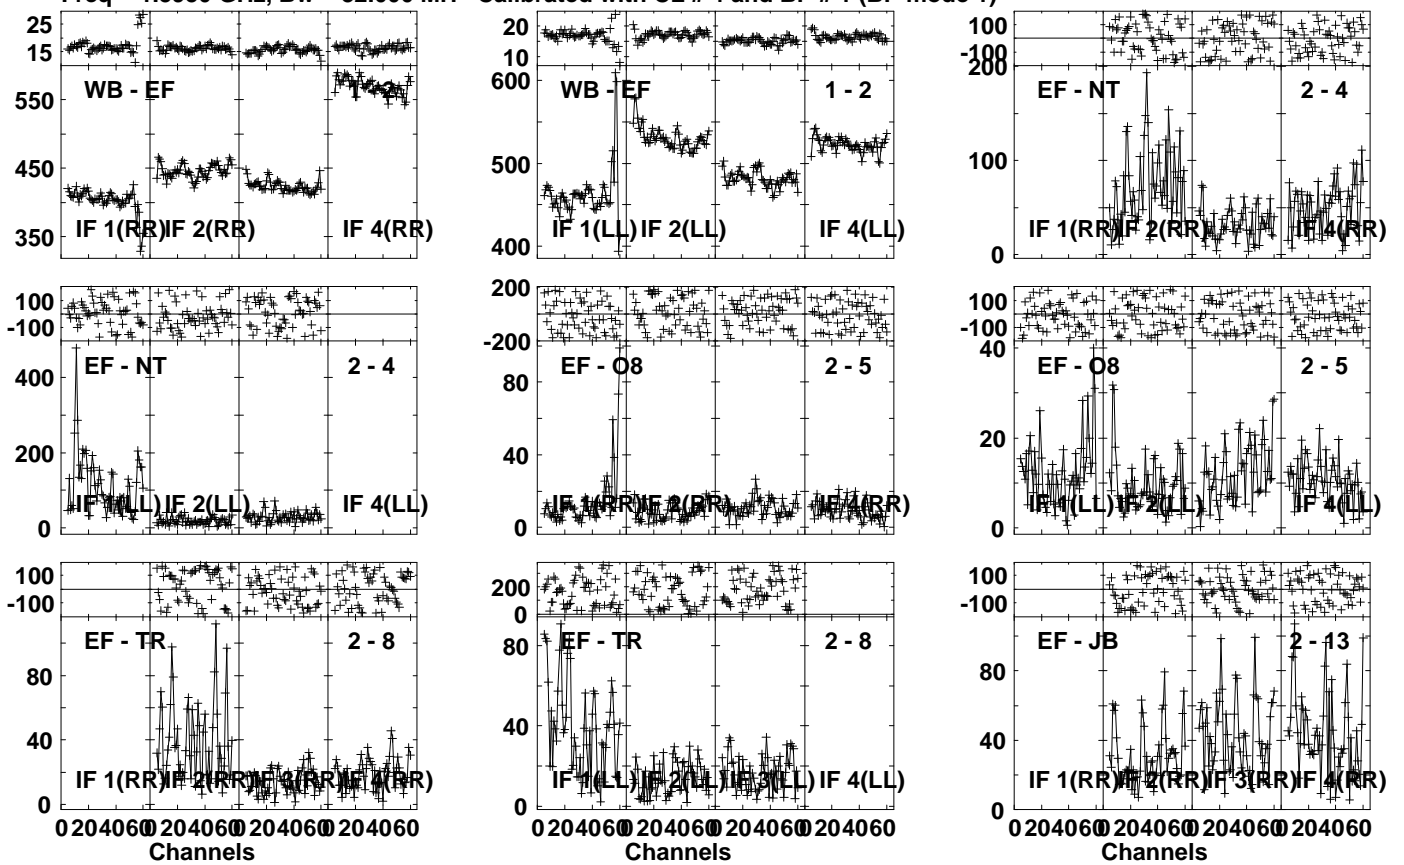 Calibrated with CL # 4 and BP # 1 (BP mode 1)
25
15
WB - EF
1 - 2
550
450
350
IF 1(RR)
IF 2(RR)
IF 4(RR)
20
10
WB - EF
1 - 2
600
500
400
IF 1(LL)
IF 2(LL)
IF 4(LL)
100
-100
200
EF - NT
2 - 4
100
0
IF 1(RR)
IF 2(RR)
IF 4(RR)
100
-100
EF - NT
2 - 4
400
200
0
IF 1(LL)
IF 2(LL)
IF 4(LL)
200
0
-200
EF - O8
2 - 5
80
40
0
IF 1(RR)
IF 2(RR)
IF 4(RR)
100
-100
40
EF - O8
2 - 5
20
0
IF 1(LL)
IF 2(LL)
IF 4(LL)
100
-100
EF - TR
2 - 8
80
40
0
IF 1(RR)
IF 2(RR)
IF 3(RR)
IF 4(RR)
0 204060 0 204060 0 204060 0 204060
Channels
200
0
EF - TR
2 - 8
80
40
0
IF 1(LL)
IF 2(LL)
IF 3(LL)
IF 4(LL)
0 204060 0 204060 0 204060 0 204060
Channels
100
-100
EF - JB
2 - 13
80
40
0
IF 1(RR)
IF 2(RR)
IF 3(RR)
IF 4(RR)
0 204060 0 204060 0 204060 0 204060
Channels